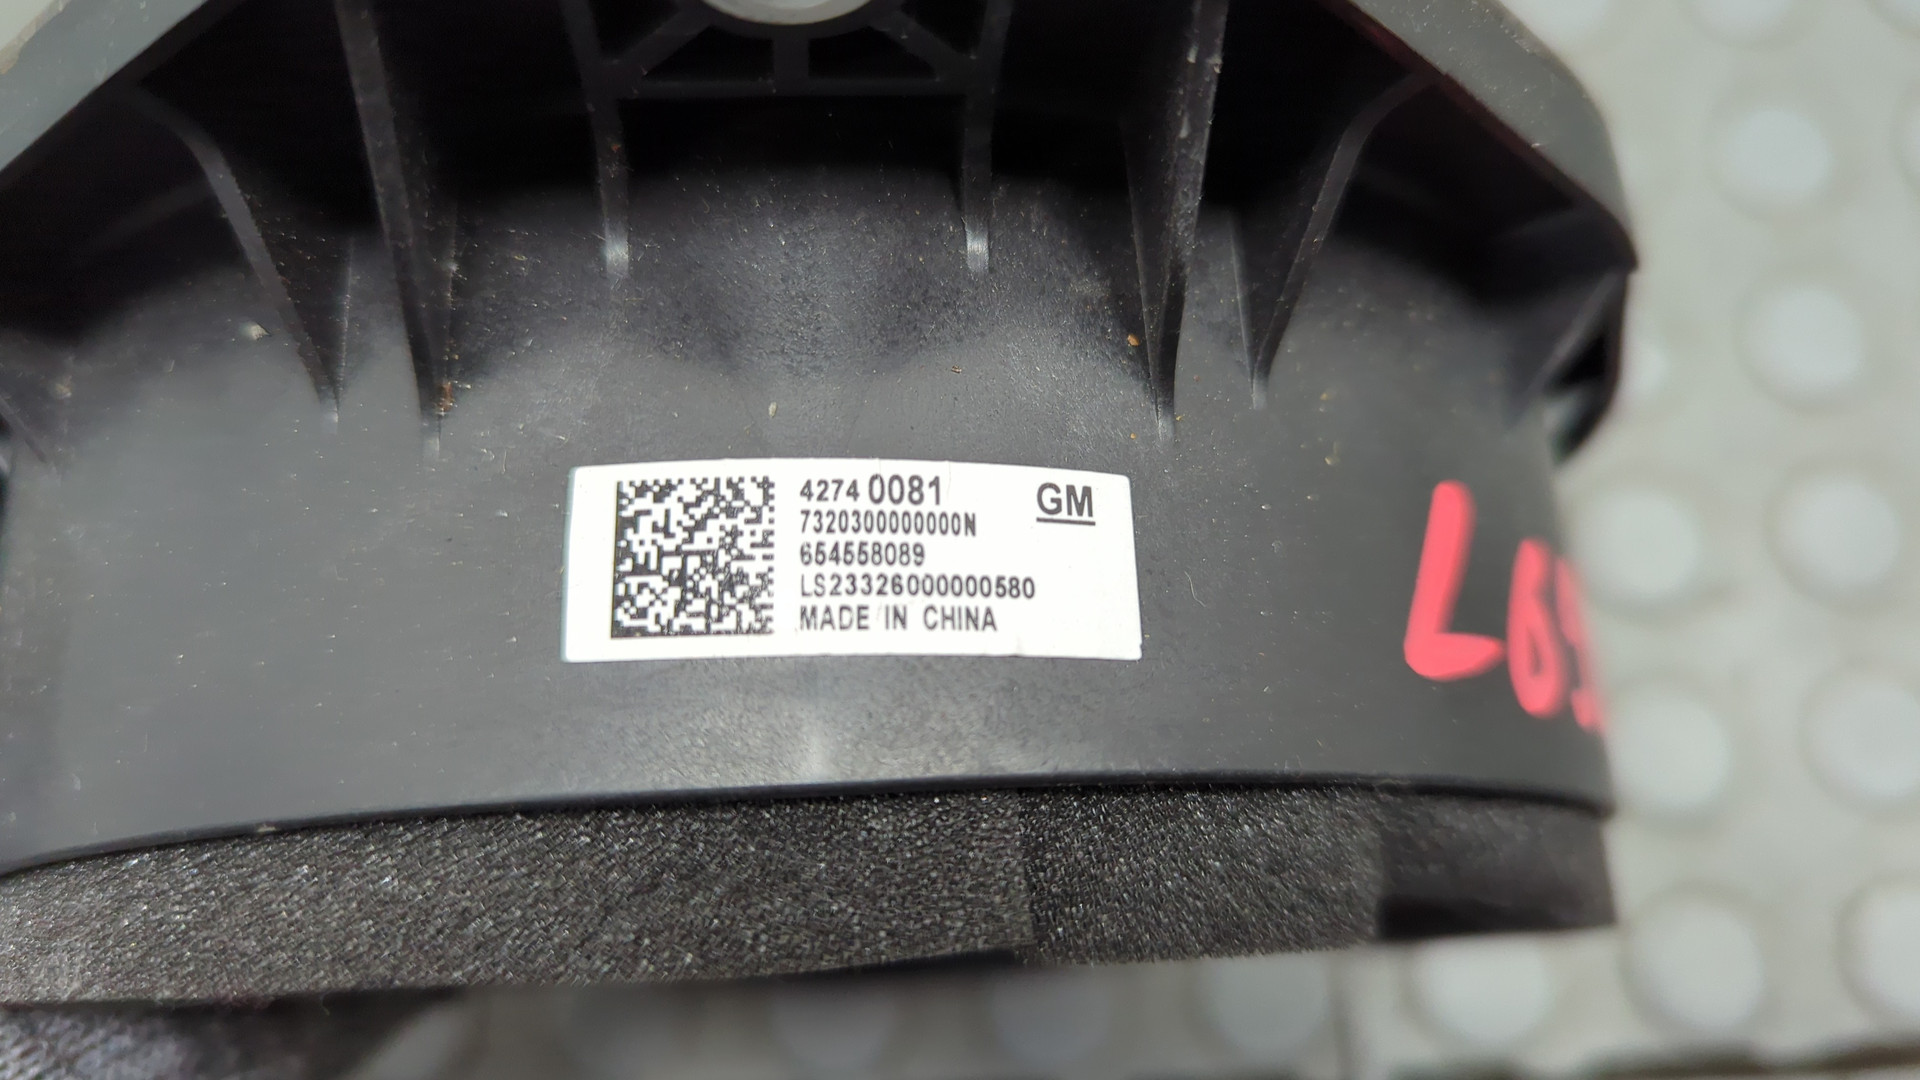 4274 0081 GM
7320300000000N
654558089
LS23326000000580
MADE IN CHINA